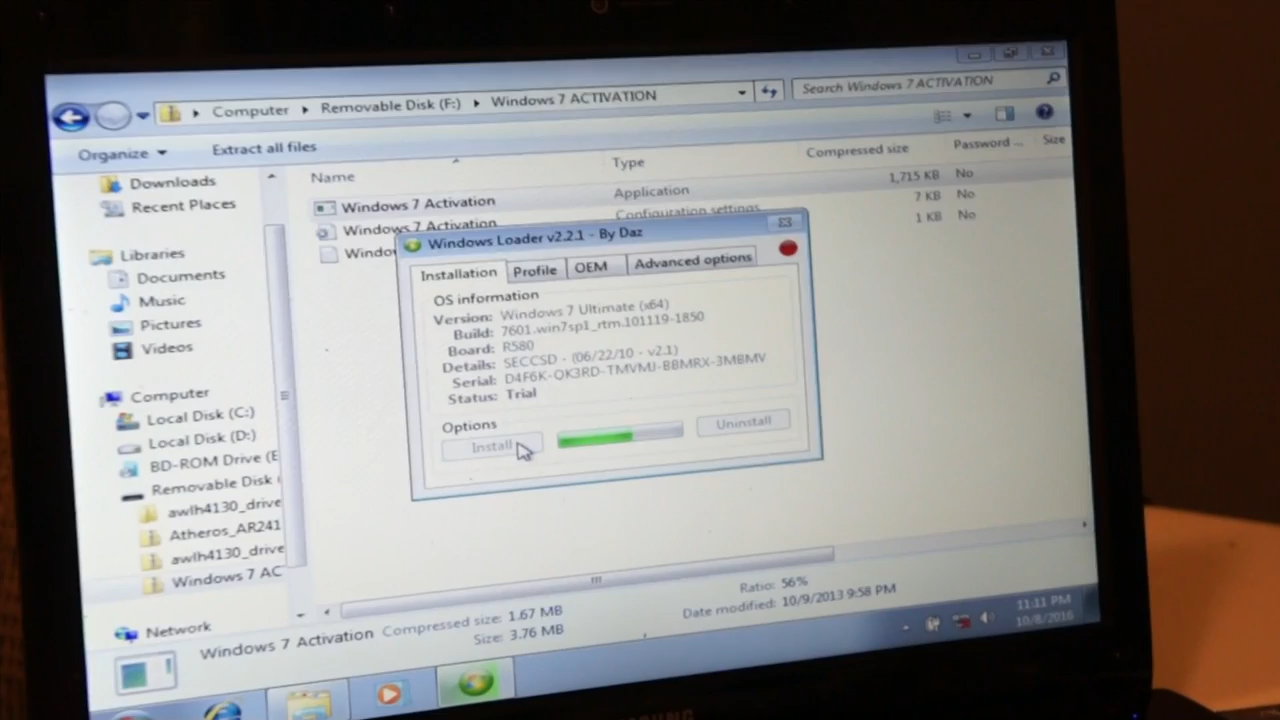 Computer ▸ Removable Disk (F:) ▸ Windows 7 ACTIVATION
Search Windows 7 ACTIVATION
Organize
Extract all files
Name
Type
Compressed size
Password ...
Size
Downloads
Recent Places
Libraries
Documents
Music
Pictures
Videos
Computer
Local Disk (C:)
Local Disk (D:)
BD-ROM Drive (E
Removable Disk
awlh4130_drive
Atheros_AR241
awlh4130_drive
Windows 7 AC
Network
Windows 7 Activation Application 1,715 KB No
Windows 7 Activation Configuration settings 7 KB No
Windo 1 KB No
Windows Loader v2.2.1 - By Daz
Installation Profile OEM Advanced options
OS information
Version: Windows 7 Ultimate (x64)
Build: 7601.win7sp1_rtm.101119-1850
Board: R580
Details: SECCSD - (06/22/10 - v2.1)
Serial: D4F6K-QK3RD-TMVMJ-BBMRX-3MBMV
Status: Trial
Options
Install
Uninstall
Windows 7 Activation
Compressed size: 1.67 MB
Size: 3.76 MB
Ratio: 56%
Date modified: 10/9/2013 9:58 PM
11:11 PM
10/8/2016